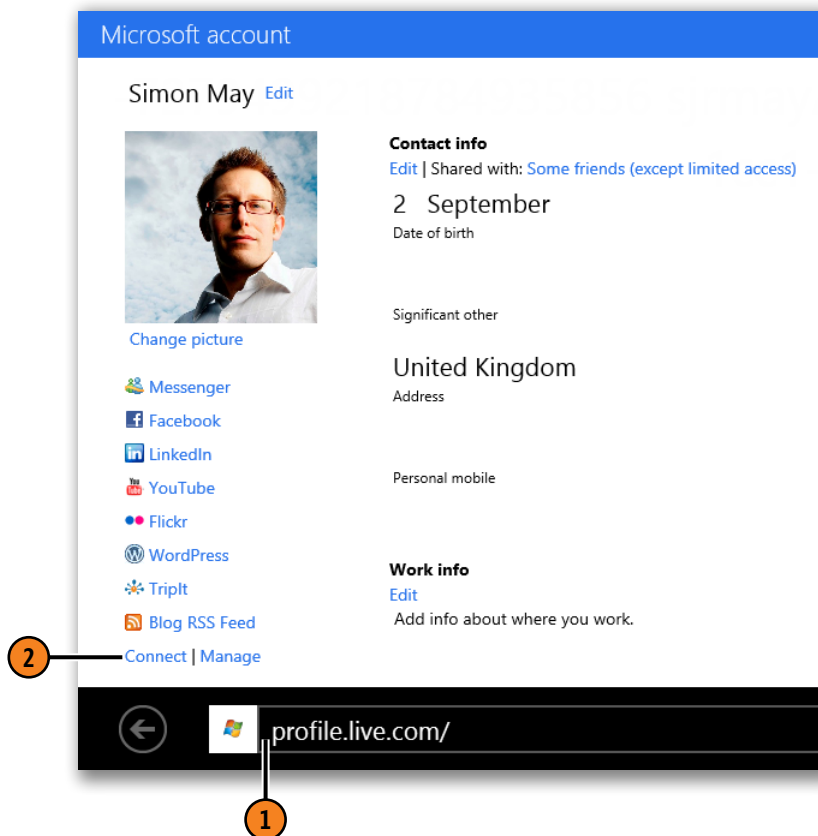 Microsoft account
Simon May Edit
Contact info
Edit | Shared with: Some friends (except limited access)
2 September
Date of birth
Significant other
Change picture
United Kingdom
Address
Messenger
Facebook
LinkedIn
YouTube
Flickr
WordPress
TripIt
Blog RSS Feed
Connect | Manage
Personal mobile
Work info
Edit
Add info about where you work.
2
profile.live.com/
1